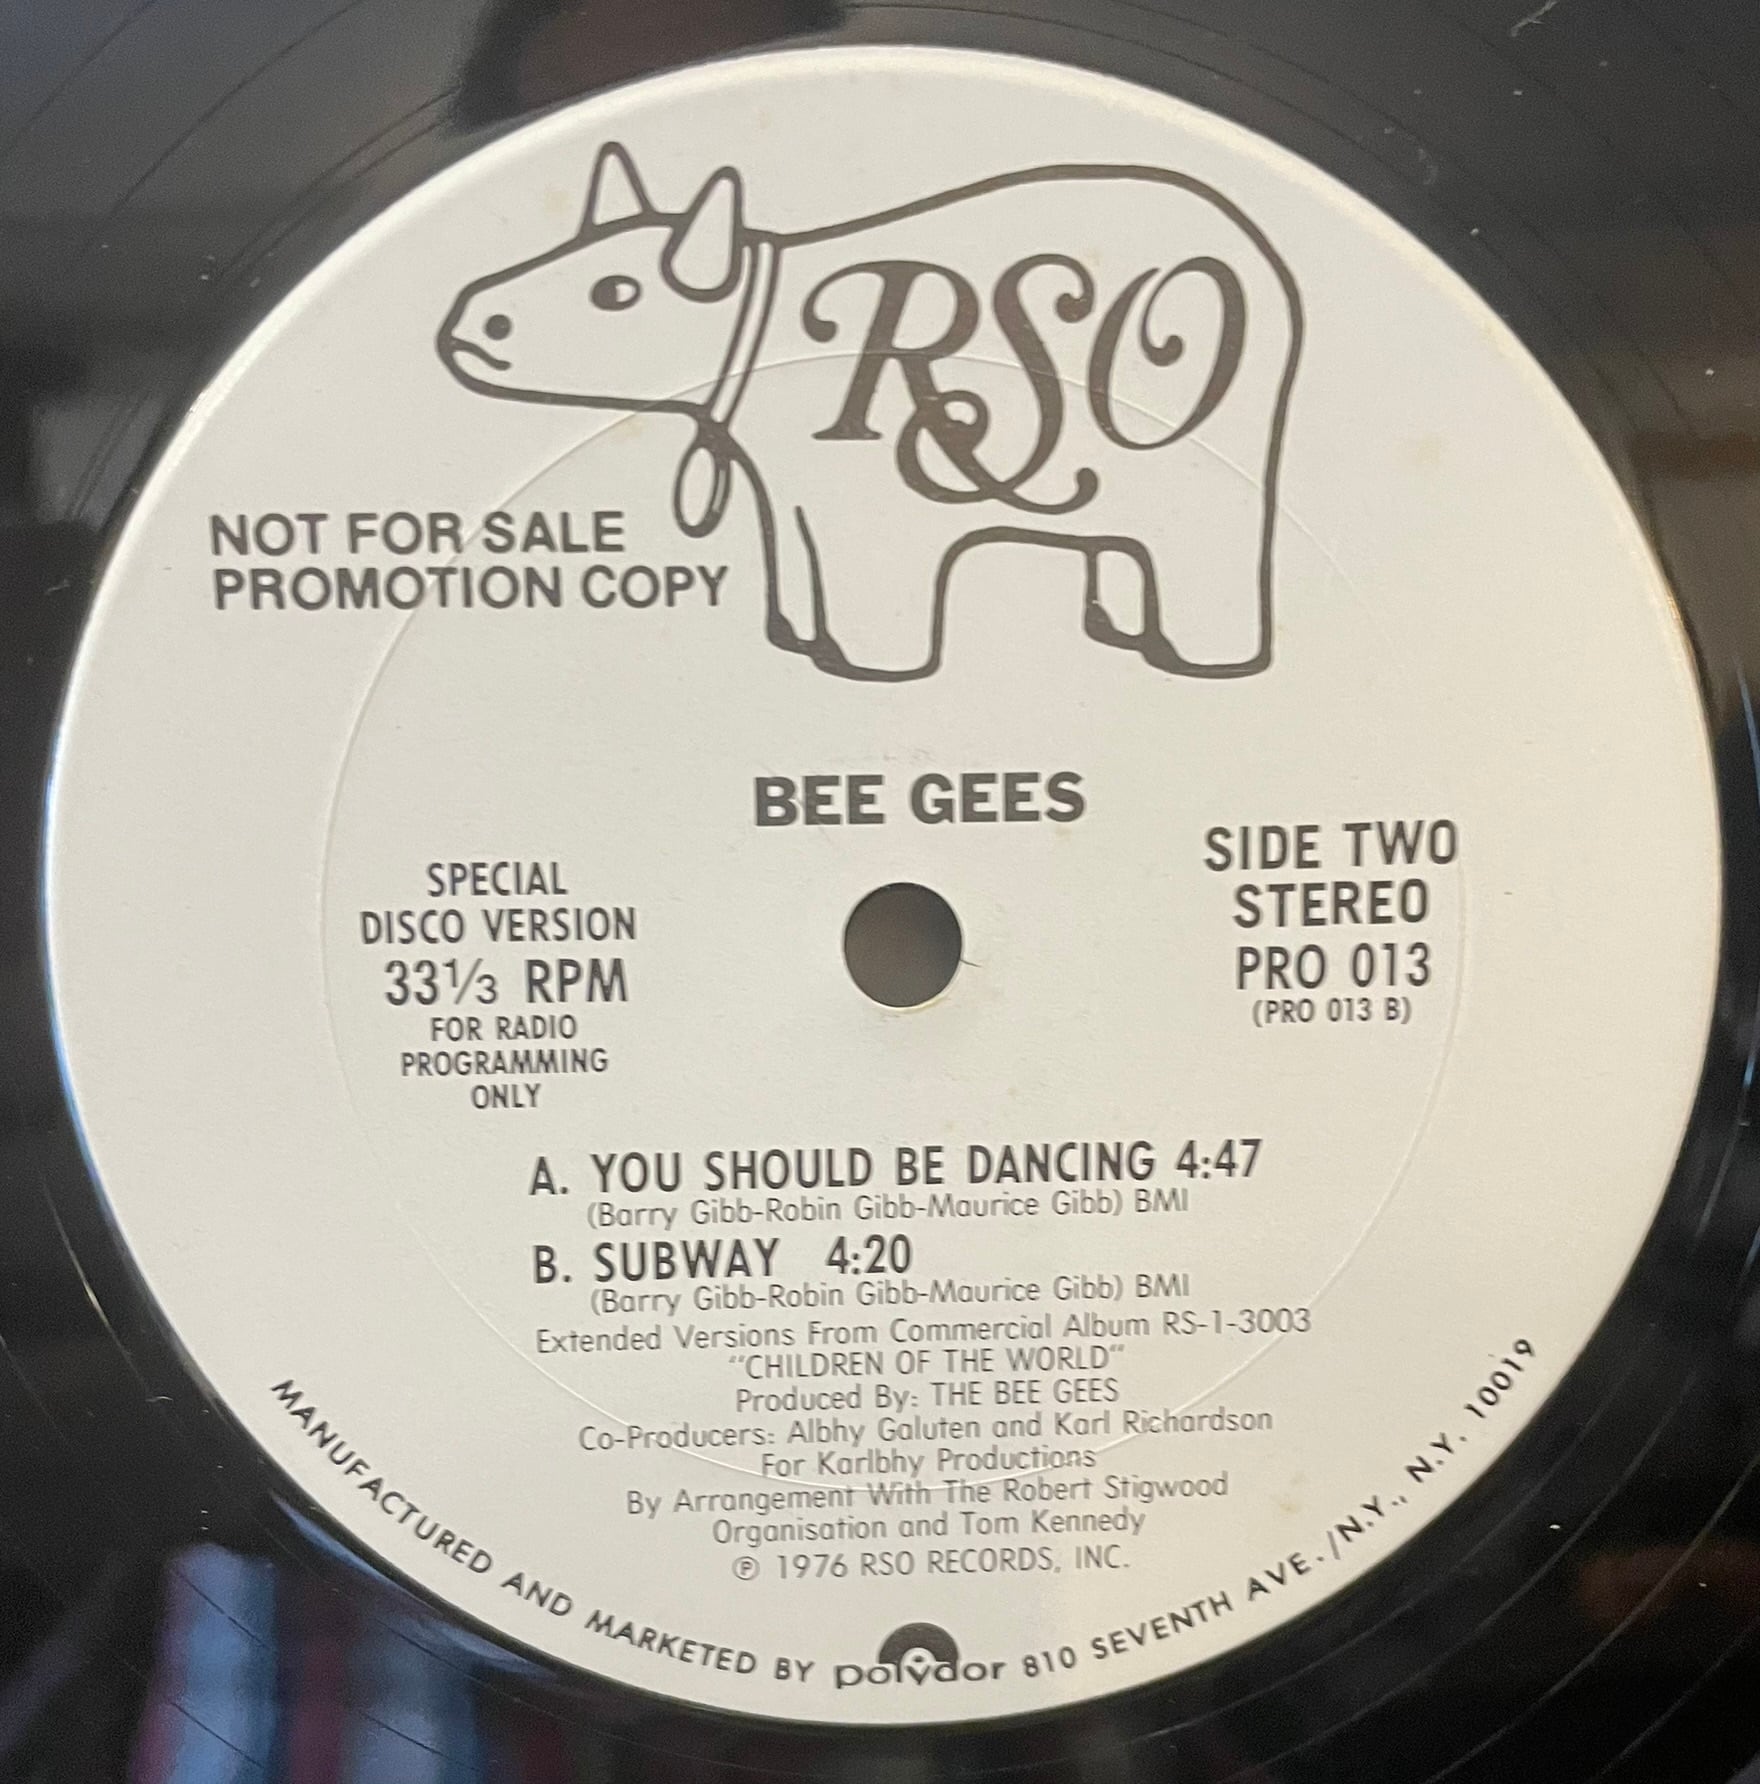 RSO
NOT FOR SALE
PROMOTION COPY
BEE GEES
SPECIAL
DISCO VERSION
33⅓ RPM
FOR RADIO
PROGRAMMING
ONLY
SIDE TWO
STEREO
PRO 013
(PRO 013 B)
A. YOU SHOULD BE DANCING 4:47
(Barry Gibb-Robin Gibb-Maurice Gibb) BMI
B. SUBWAY 4:20
(Barry Gibb-Robin Gibb-Maurice Gibb) BMI
Extended Versions From Commercial Album RS-1-3003
"CHILDREN OF THE WORLD"
Produced By: THE BEE GEES
Co-Producers: Albhy Galuten and Karl Richardson
For Karlbhy Productions
By Arrangement With The Robert Stigwood
Organisation and Tom Kennedy
℗ 1976 RSO RECORDS, INC.
MANUFACTURED AND MARKETED BY polydor 810 SEVENTH AVE./N.Y., N.Y. 10019